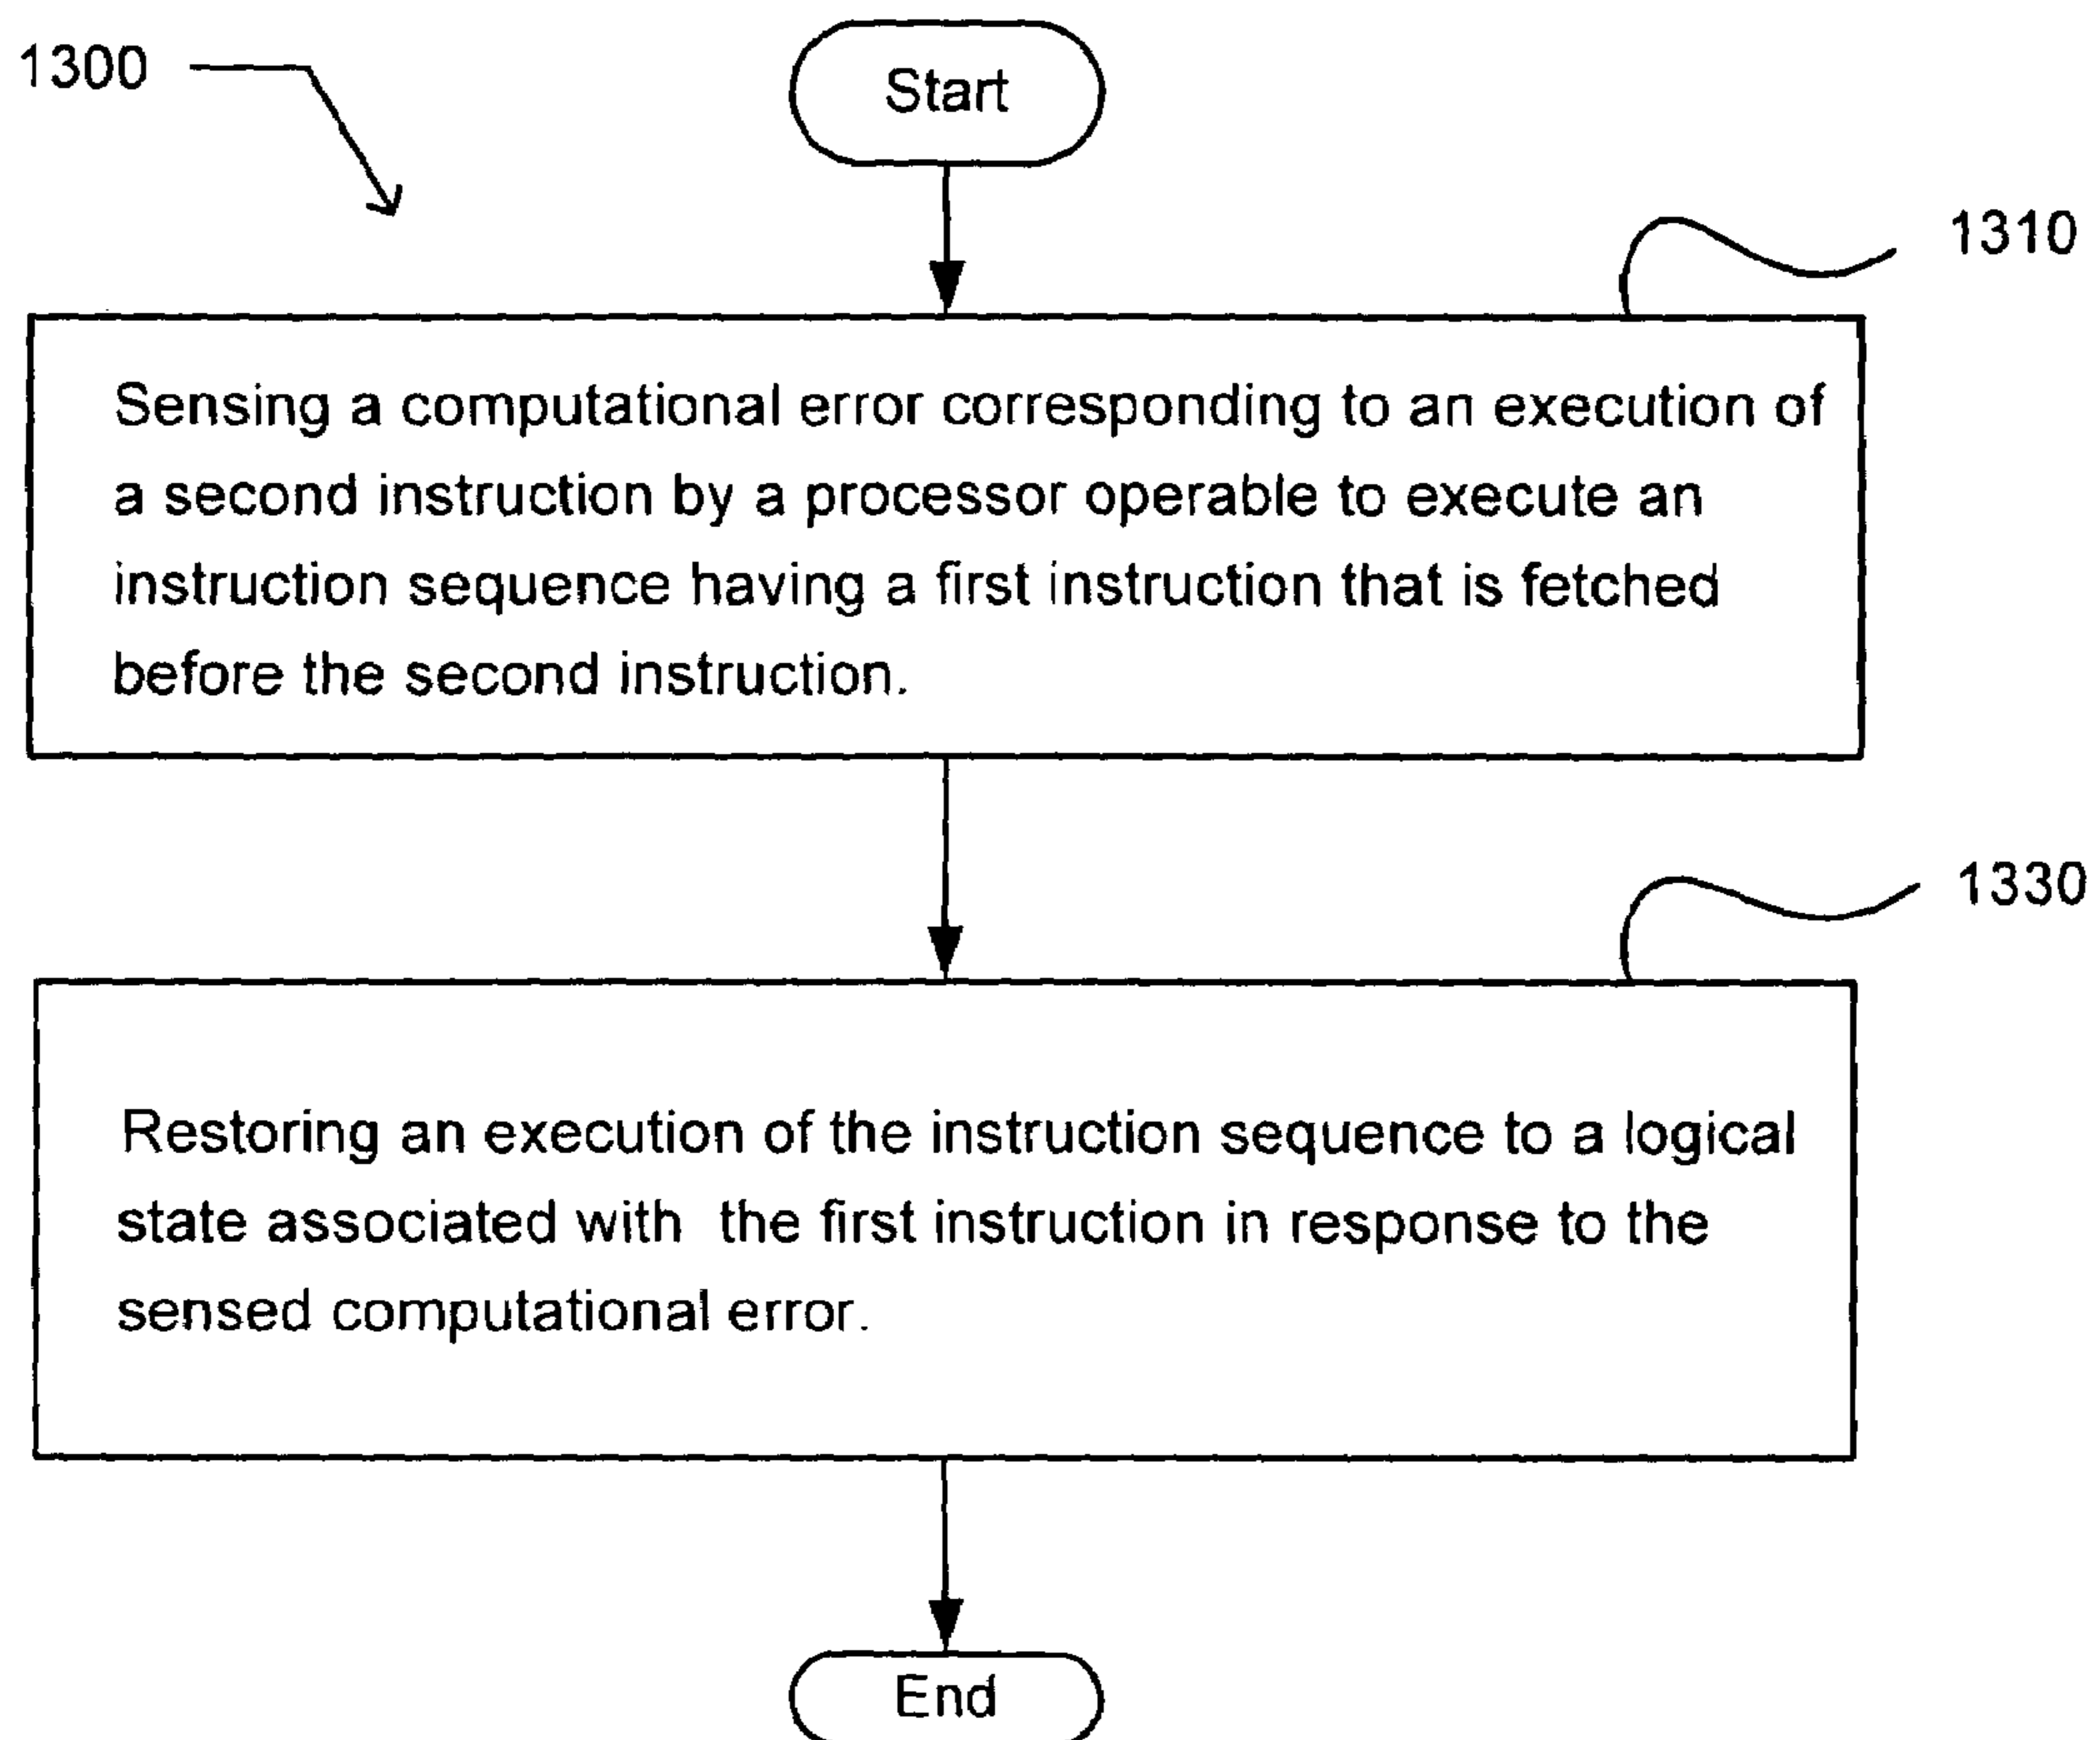 1300
Start
1310
Sensing a computational error corresponding to an execution of
a second instruction by a processor operable to execute an
instruction sequence having a first instruction that is fetched
before the second instruction.
1330
Restoring an execution of the instruction sequence to a logical
state associated with the first instruction in response to the
sensed computational error.
End